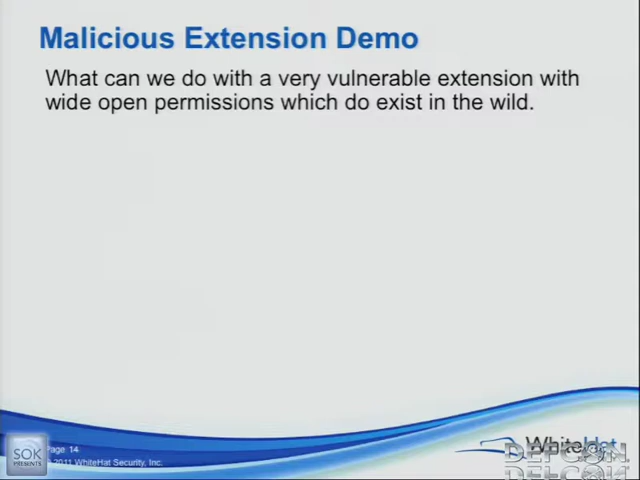 Malicious Extension Demo
What can we do with a very vulnerable extension with
wide open permissions which do exist in the wild.
Page 14
2011 WhiteHat Security, Inc.
SOK
PRESENTS
WhiteHat
DEFCON